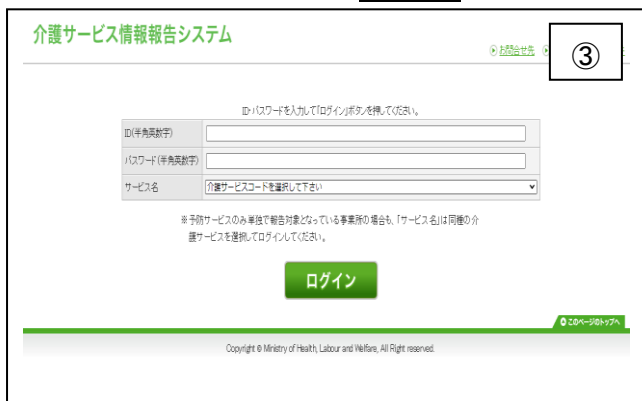 介護サービス情報報告システム
お問合せ先
③
ID・パスワードを入力して「ログイン」ボタンを押してください。
ID(半角英数字)
パスワード(半角英数字)
サービス名 介護サービスコードを選択して下さい
※予防サービスのみ単独で報告対象となっている事業所の場合も、「サービス名」は同種の介
護サービスを選択してログインしてください。
ログイン
このページのトップへ
Copyright © Ministry of Health, Labour and Welfare, All Right reserved.